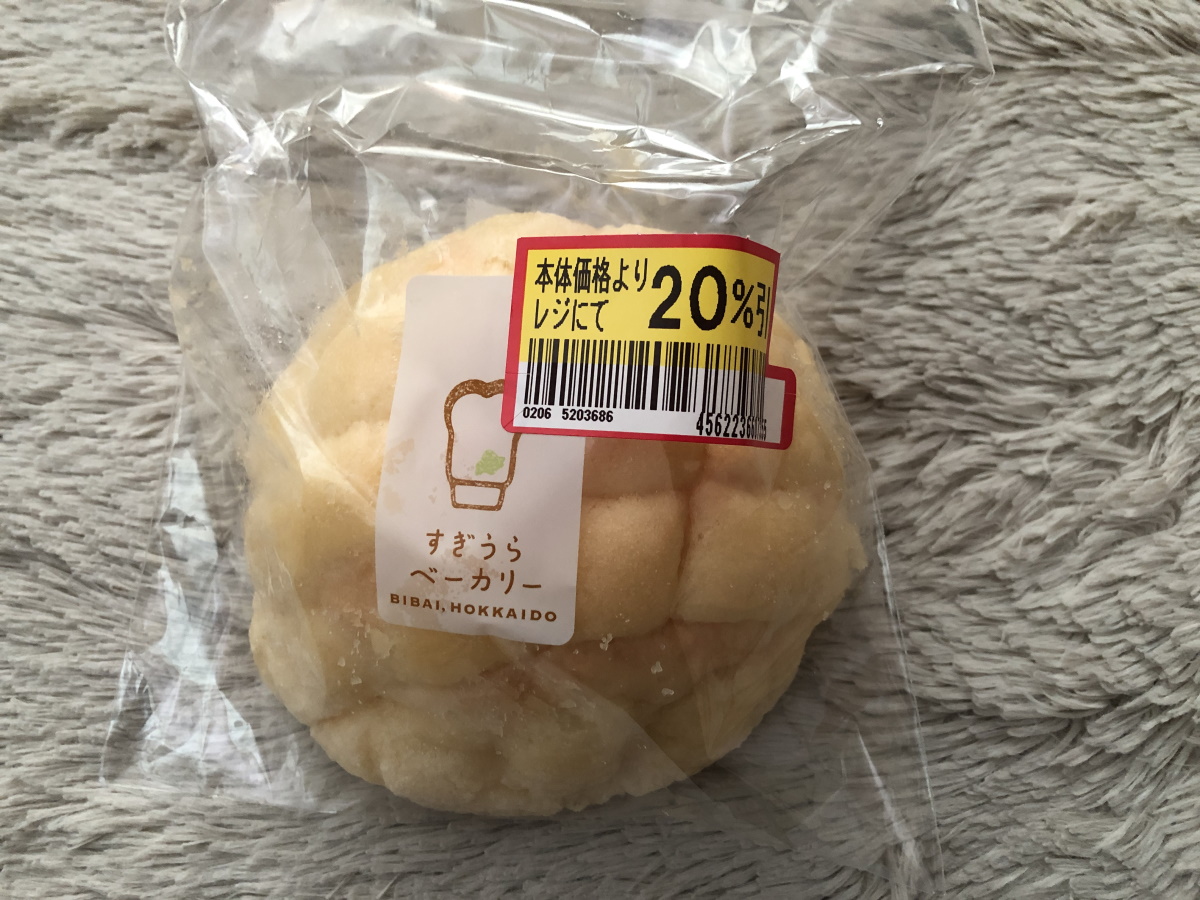 本体価格より
レジにて
20%引
0206 5203686
すぎうら
ベーカリー
BIBAI, HOKKAIDO